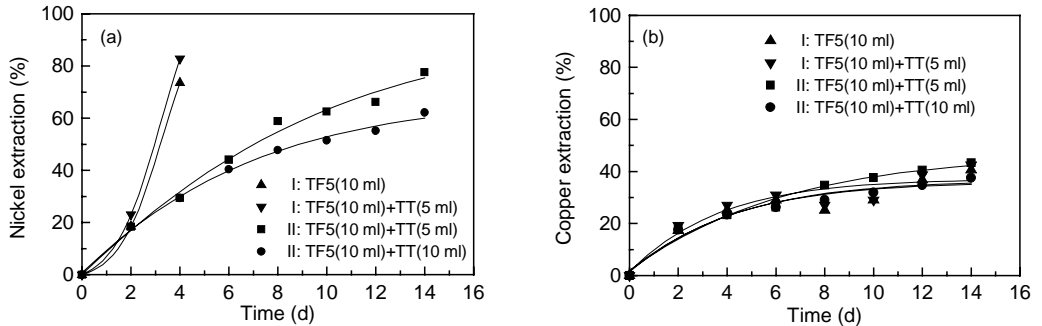 (a)
Nickel extraction (%)
100
80
60
40
20
0
I: TF5(10 ml)
I: TF5(10 ml)+TT(5 ml)
II: TF5(10 ml)+TT(5 ml)
II: TF5(10 ml)+TT(10 ml)
0 2 4 6 8 10 12 14 16
Time (d)
(b)
Copper extraction (%)
100
80
60
40
20
0
I: TF5(10 ml)
I: TF5(10 ml)+TT(5 ml)
II: TF5(10 ml)+TT(5 ml)
II: TF5(10 ml)+TT(10 ml)
0 2 4 6 8 10 12 14 16
Time (d)